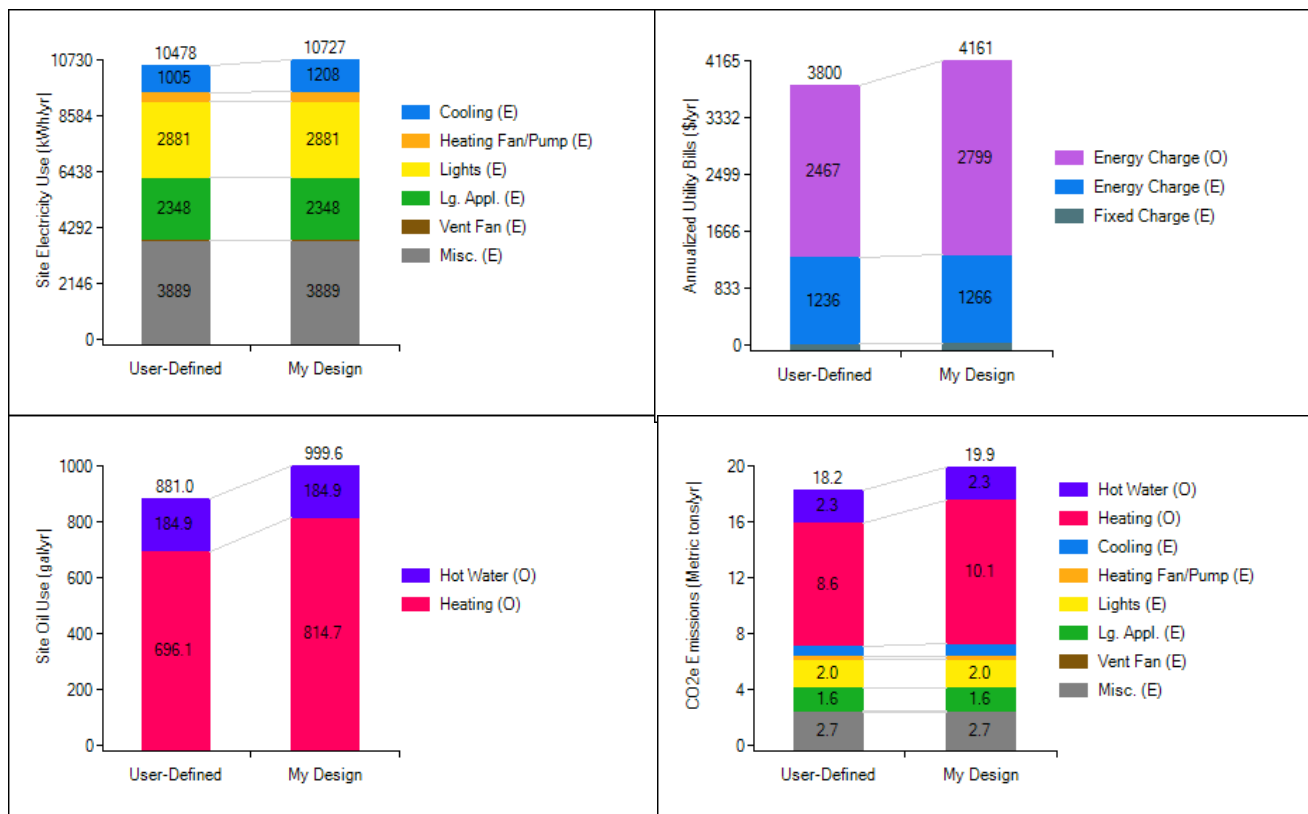 Site Electricity Use (kWh/yr)
10730
8584
6438
4292
2146
0
10478
10727
1005
1208
2881
2881
2348
2348
3889
3889
User-Defined
My Design
Cooling (E)
Heating Fan/Pump (E)
Lights (E)
Lg. Appl. (E)
Vent Fan (E)
Misc. (E)
Annualized Utility Bills ($/yr)
4165
3332
2499
1666
833
0
3800
4161
2467
2799
1236
1266
User-Defined
My Design
Energy Charge (O)
Energy Charge (E)
Fixed Charge (E)
Site Oil Use (gal/yr)
1000
800
600
400
200
0
881.0
999.6
184.9
184.9
696.1
814.7
User-Defined
My Design
Hot Water (O)
Heating (O)
CO2e Emissions (Metric tons/yr)
20
16
12
8
4
0
18.2
19.9
2.3
2.3
8.6
10.1
2.0
2.0
1.6
1.6
2.7
2.7
User-Defined
My Design
Hot Water (O)
Heating (O)
Cooling (E)
Heating Fan/Pump (E)
Lights (E)
Lg. Appl. (E)
Vent Fan (E)
Misc. (E)